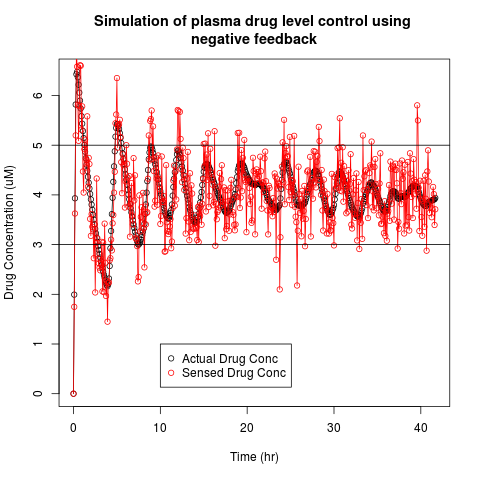 Simulation of plasma drug level control using
negative feedback
Drug Concentration (uM)
6
5
4
3
2
1
0
Actual Drug Conc
Sensed Drug Conc
0 10 20 30 40
Time (hr)